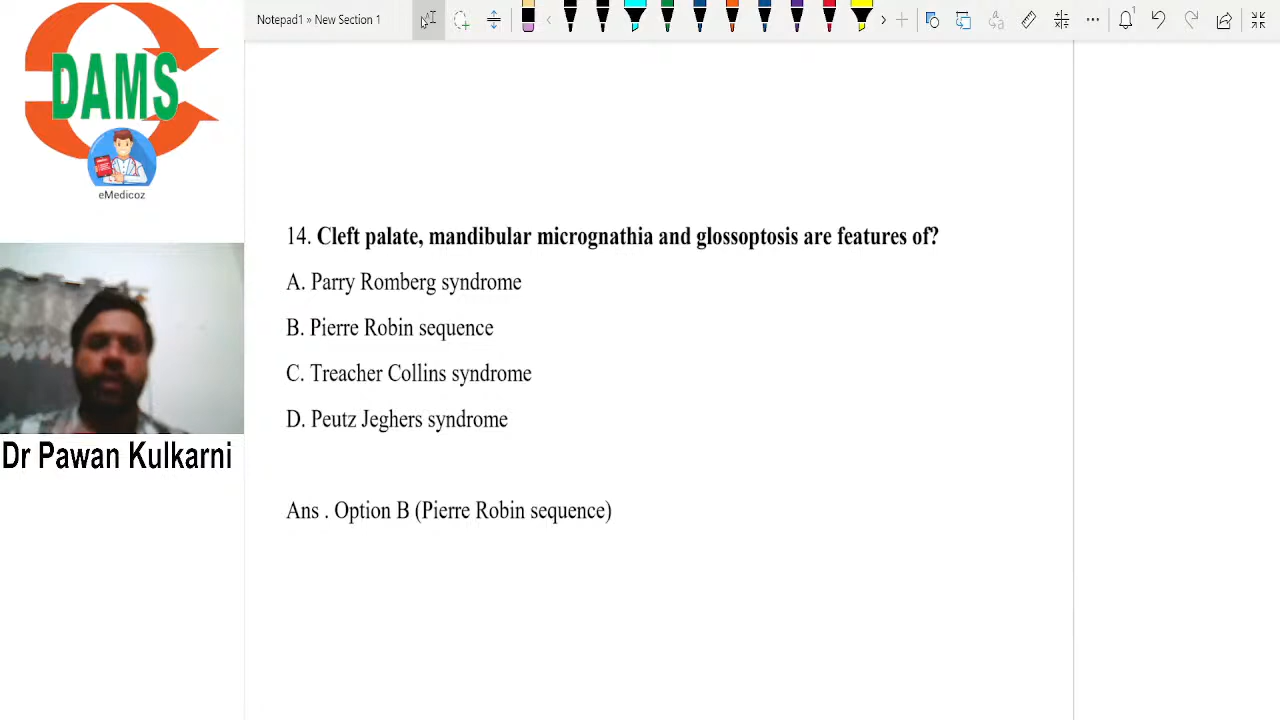 Notepad1 » New Section 1
DAMS
eMedicoz
14. Cleft palate, mandibular micrognathia and glossoptosis are features of?
A. Parry Romberg syndrome
B. Pierre Robin sequence
C. Treacher Collins syndrome
D. Peutz Jeghers syndrome
Dr Pawan Kulkarni
Ans . Option B (Pierre Robin sequence)